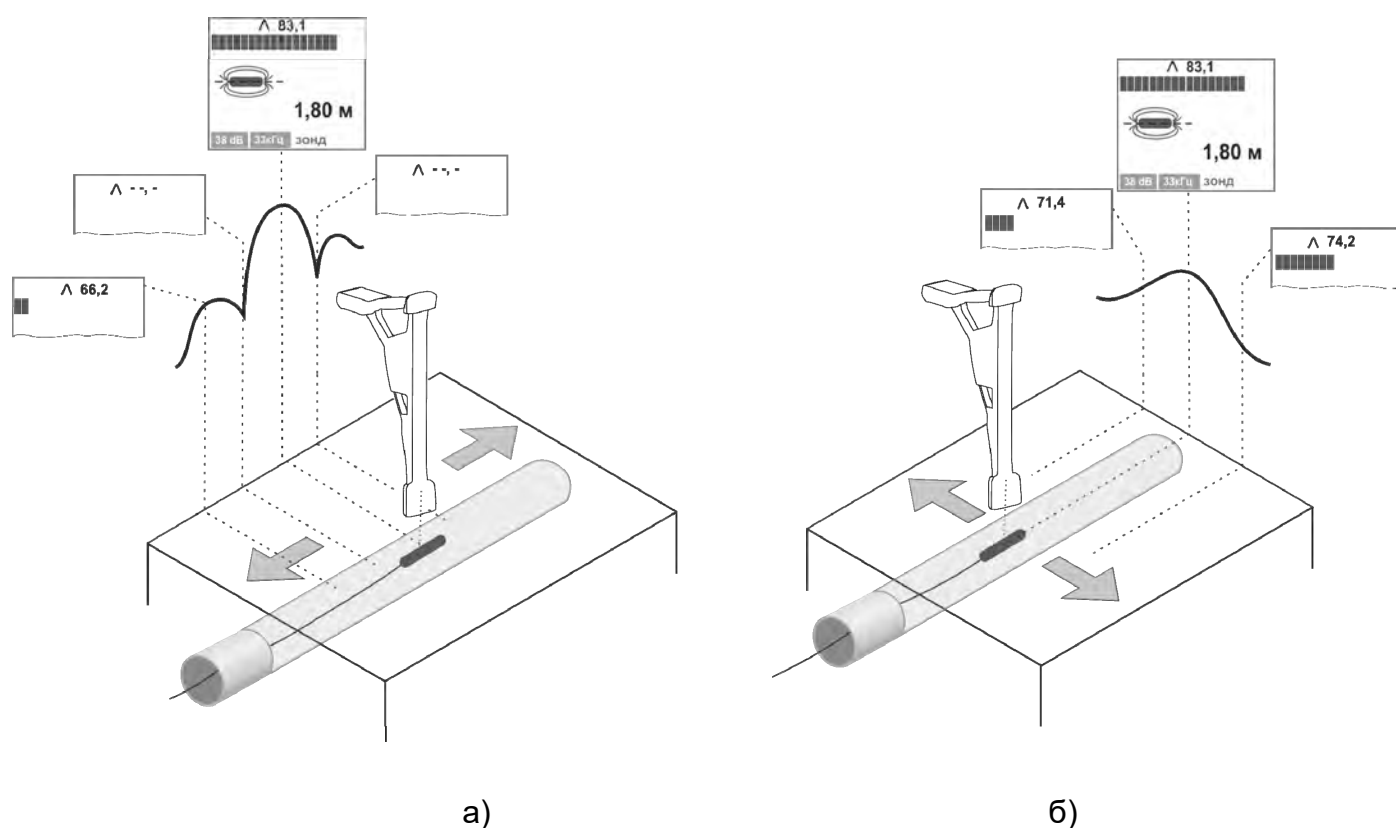 Λ 83,1
1,80 м
38 dB 33кГц зонд
Λ --,-
Λ --,-
Λ 66,2
Λ 83,1
1,80 м
38 dB 33кГц зонд
Λ 71,4
Λ 74,2
а)
б)